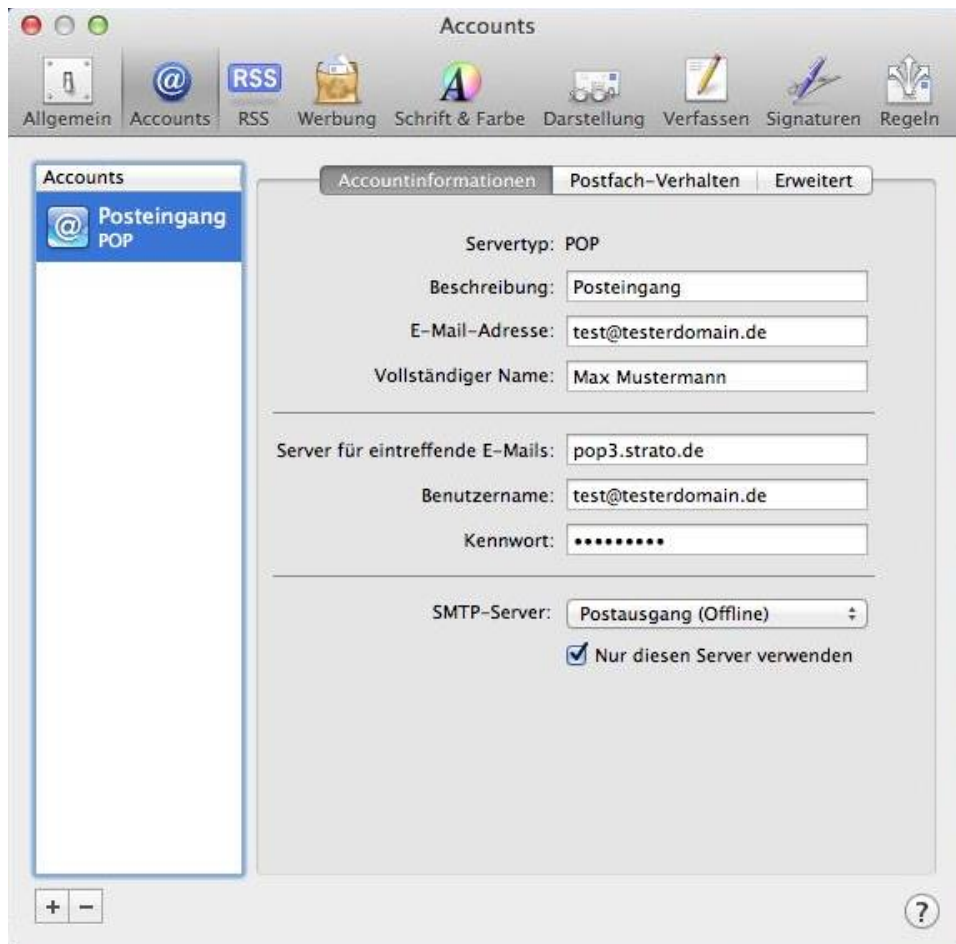 Accounts
RSS
Allgemein Accounts RSS Werbung Schrift & Farbe Darstellung Verfassen Signaturen Regeln
Accounts
Posteingang
POP
Accountinformationen Postfach-Verhalten Erweitert
Servertyp: POP
Beschreibung: Posteingang
E-Mail-Adresse: test@testerdomain.de
Vollständiger Name: Max Mustermann
Server für eintreffende E-Mails: pop3.strato.de
Benutzername: test@testerdomain.de
Kennwort: •••••••••
SMTP-Server: Postausgang (Offline)
Nur diesen Server verwenden
+ − ?